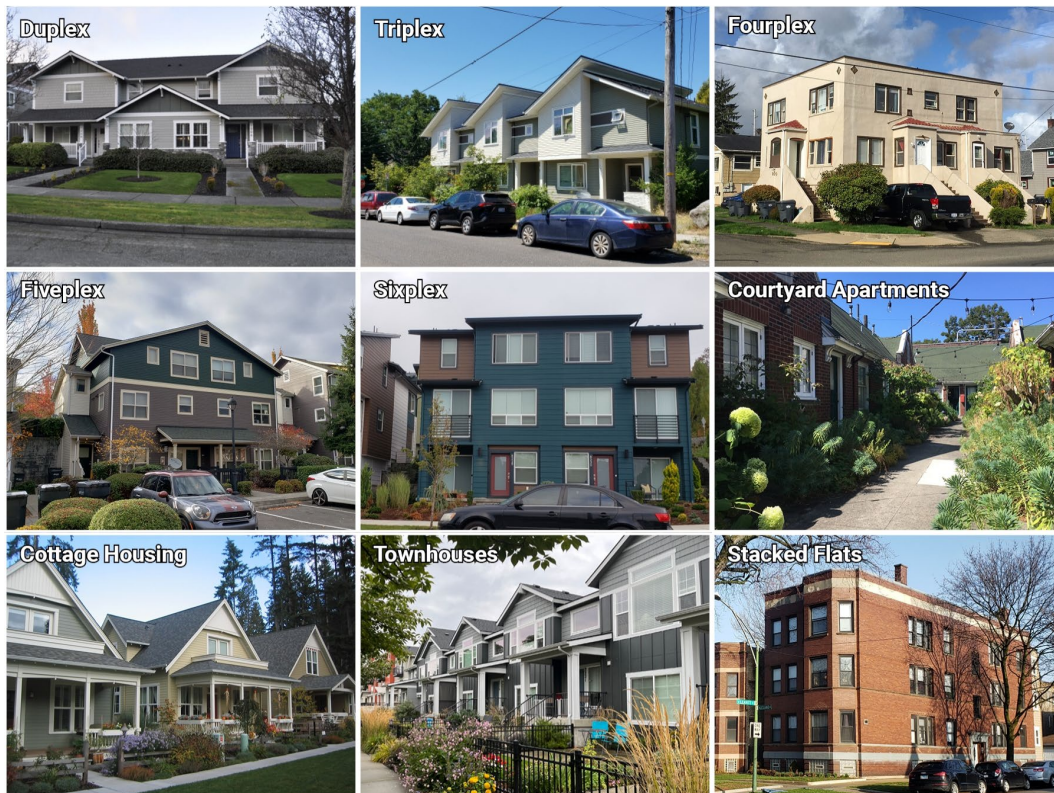 Duplex
Triplex
Fourplex
Fiveplex
Sixplex
Courtyard Apartments
Cottage Housing
Townhouses
Stacked Flats